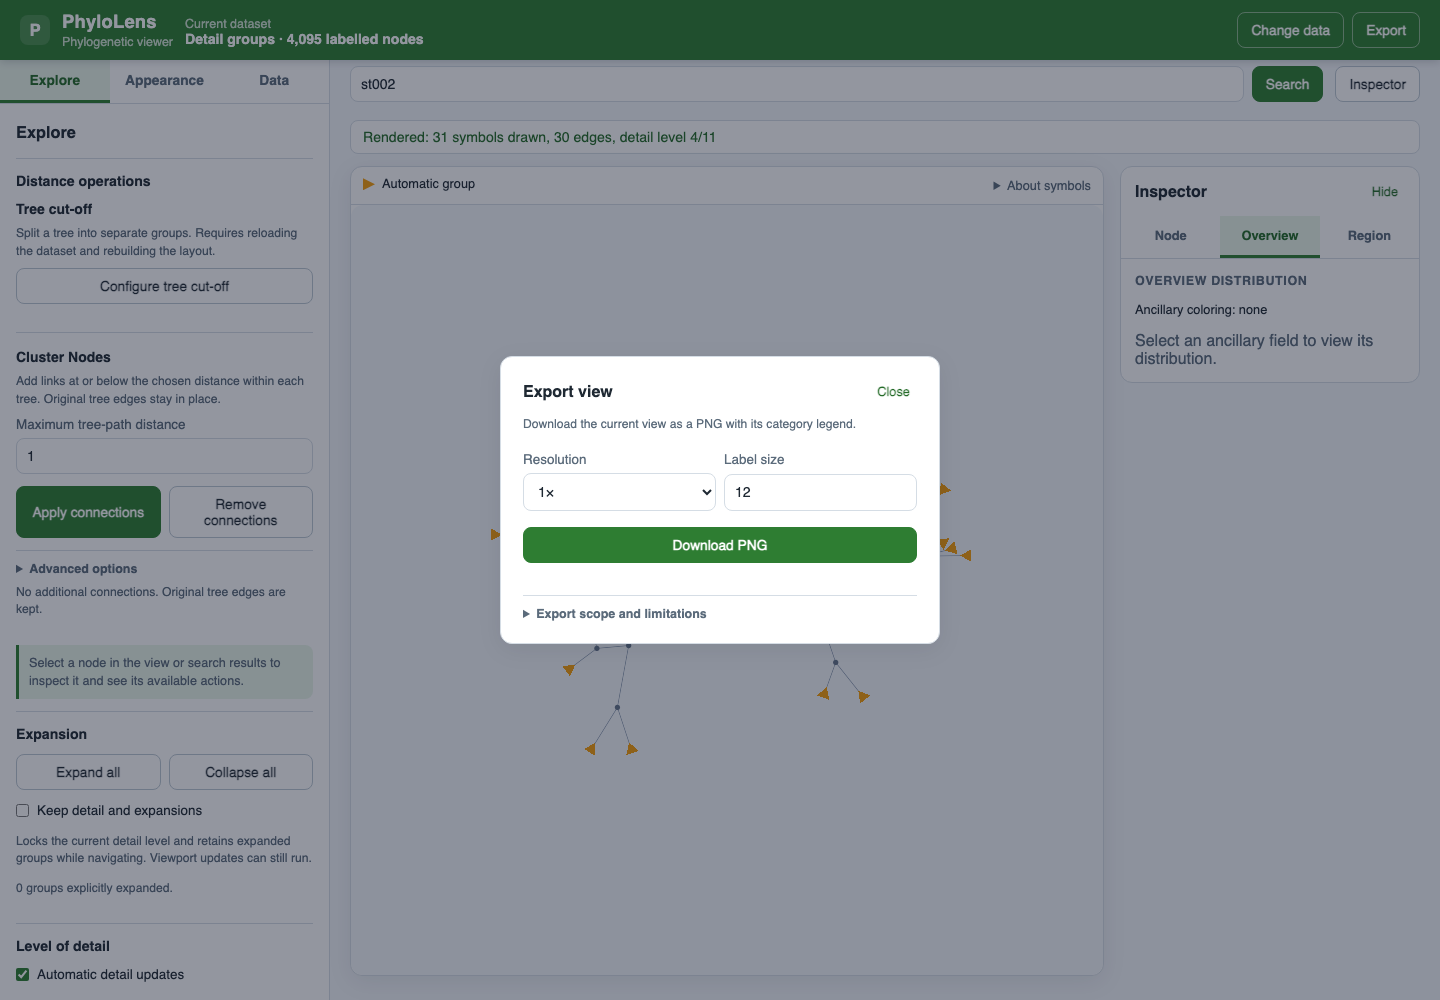 P
PhyloLens
Phylogenetic viewer
Current dataset
Detail groups · 4,095 labelled nodes
Change data
Export
Explore
Appearance
Data
st002
Search
Inspector
Explore
Rendered: 31 symbols drawn, 30 edges, detail level 4/11
Distance operations
Tree cut-off
Split a tree into separate groups. Requires reloading
the dataset and rebuilding the layout.
Configure tree cut-off
Cluster Nodes
Add links at or below the chosen distance within each
tree. Original tree edges stay in place.
Maximum tree-path distance
1
Apply connections
Remove
connections
Advanced options
No additional connections. Original tree edges are
kept.
Select a node in the view or search results to
inspect it and see its available actions.
Expansion
Expand all
Collapse all
Keep detail and expansions
Locks the current detail level and retains expanded
groups while navigating. Viewport updates can still run.
0 groups explicitly expanded.
Level of detail
Automatic detail updates
Automatic group
About symbols
Export view
Close
Download the current view as a PNG with its category legend.
Resolution
Label size
1×
12
Download PNG
Export scope and limitations
Inspector
Hide
Node
Overview
Region
OVERVIEW DISTRIBUTION
Ancillary coloring: none
Select an ancillary field to view its
distribution.